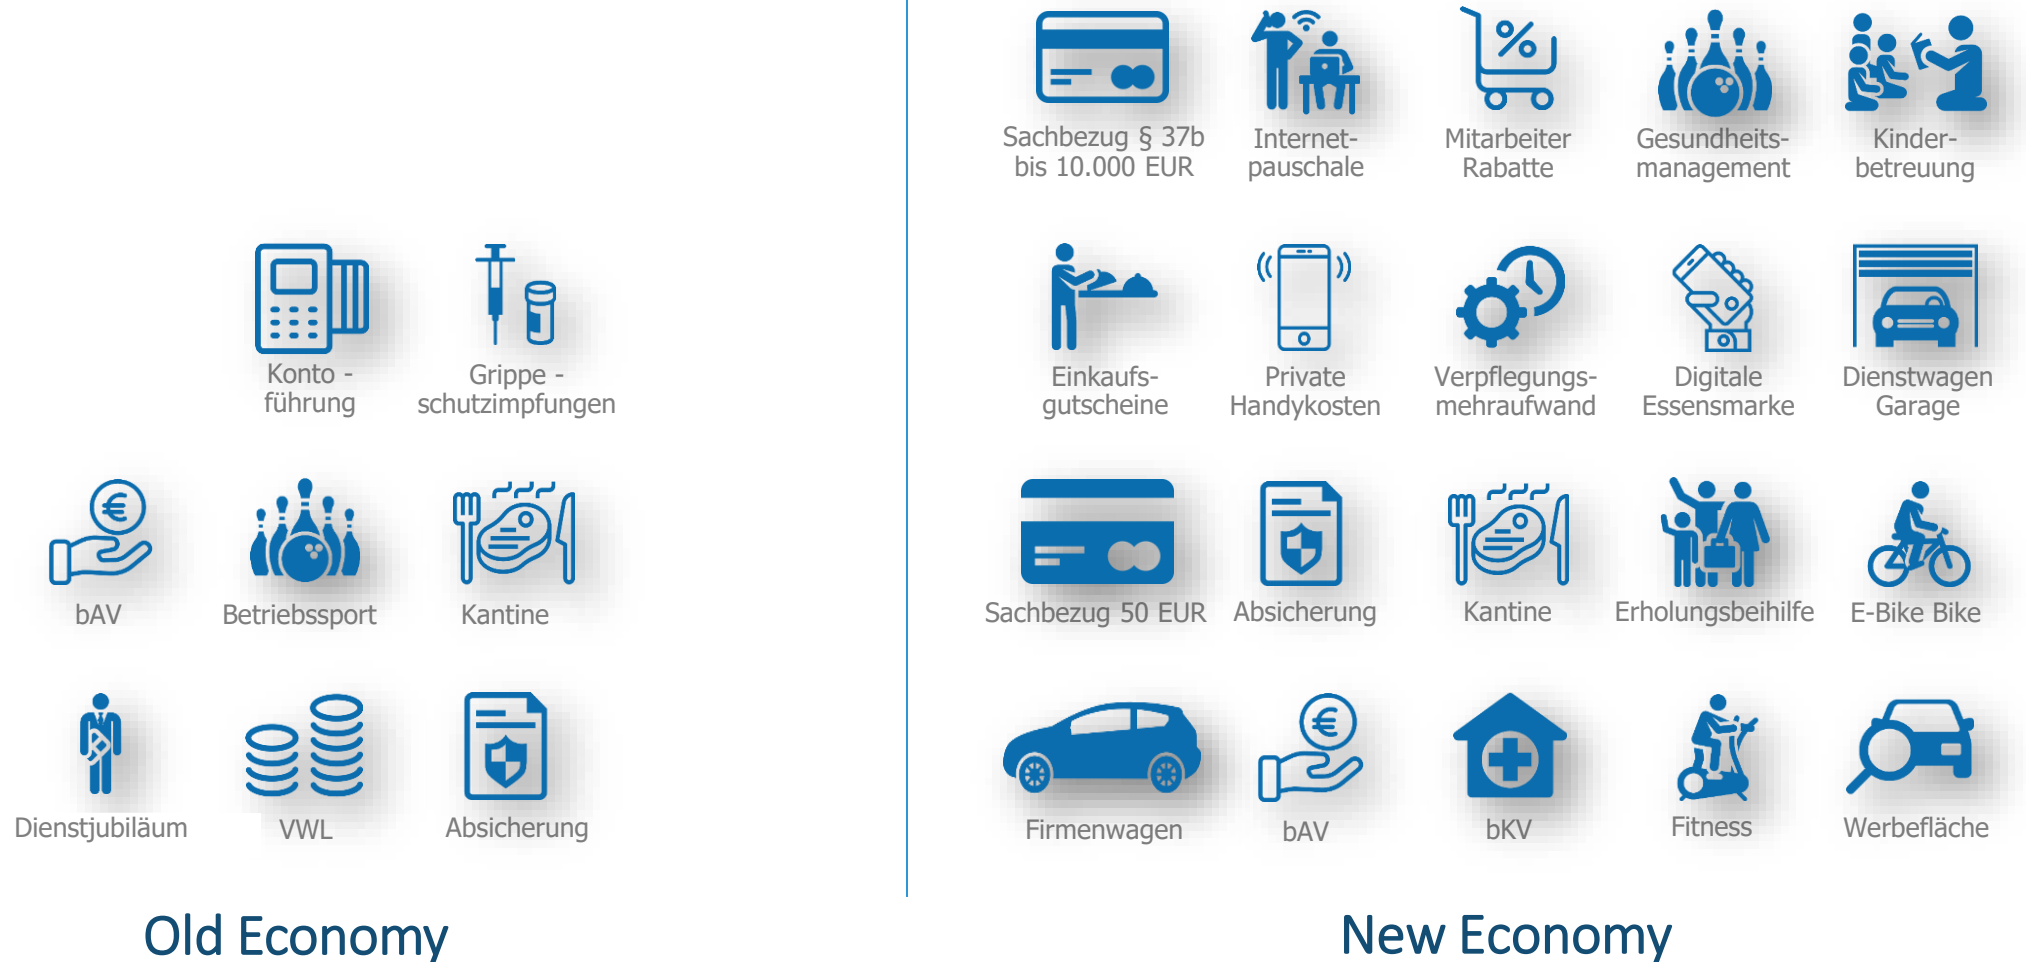 Konto -
führung
Grippe -
schutzimpfungen
bAV
Betriebssport
Kantine
Dienstjubiläum
VWL
Absicherung
Old Economy
Sachbezug § 37b
bis 10.000 EUR
Internet-
pauschale
Mitarbeiter
Rabatte
Gesundheits-
management
Kinder-
betreuung
Einkaufs-
gutscheine
Private
Handykosten
Verpflegungs-
mehraufwand
Digitale
Essensmarke
Dienstwagen
Garage
Sachbezug 50 EUR
Absicherung
Kantine
Erholungsbeihilfe
E-Bike Bike
Firmenwagen
bAV
bKV
Fitness
Werbefläche
New Economy